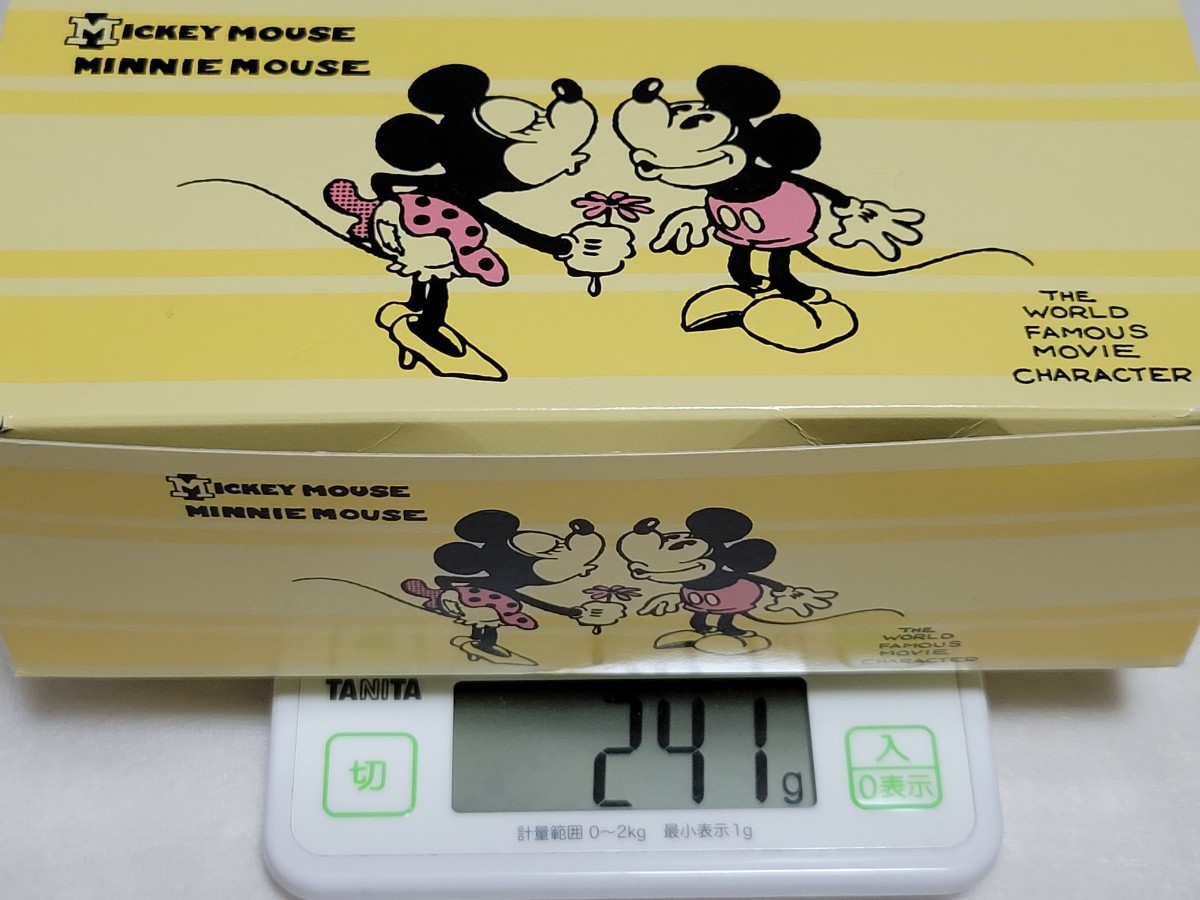 MICKEY MOUSE
MINNIE MOUSE
THE
WORLD
FAMOUS
MOVIE
CHARACTER
MICKEY MOUSE
MINNIE MOUSE
THE
WORLD
FAMOUS
MOVIE
CHARACTER
TANITA
切
241g
入
0表示
計量範囲 0～2kg 最小表示1g